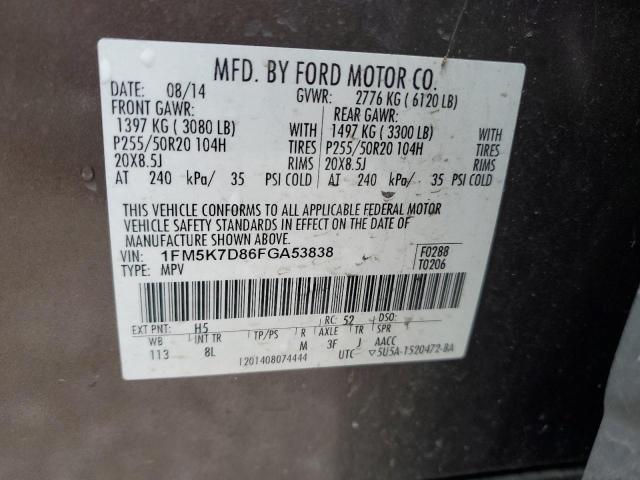 MFD. BY FORD MOTOR CO.
DATE: 08/14 GVWR: 2776 KG ( 6120 LB)
FRONT GAWR: REAR GAWR:
1397 KG ( 3080 LB) WITH 1497 KG ( 3300 LB) WITH
P255/50R20 104H TIRES P255/50R20 104H TIRES
20X8.5J RIMS 20X8.5J RIMS
AT 240 kPa/ 35 PSI COLD AT 240 kPa/ 35 PSI COLD
THIS VEHICLE CONFORMS TO ALL APPLICABLE FEDERAL MOTOR
VEHICLE SAFETY STANDARDS IN EFFECT ON THE DATE OF
MANUFACTURE SHOWN ABOVE.
VIN: 1FM5K7D86FGA53838 F0288
TYPE: MPV T0206
EXT PNT: H5 RC: 52 DSO:
WB INT TR TP/PS R AXLE TR SPR
113 8L M 3F J AACC
1201408074444 UTC ▽5U5A-1520472-BA